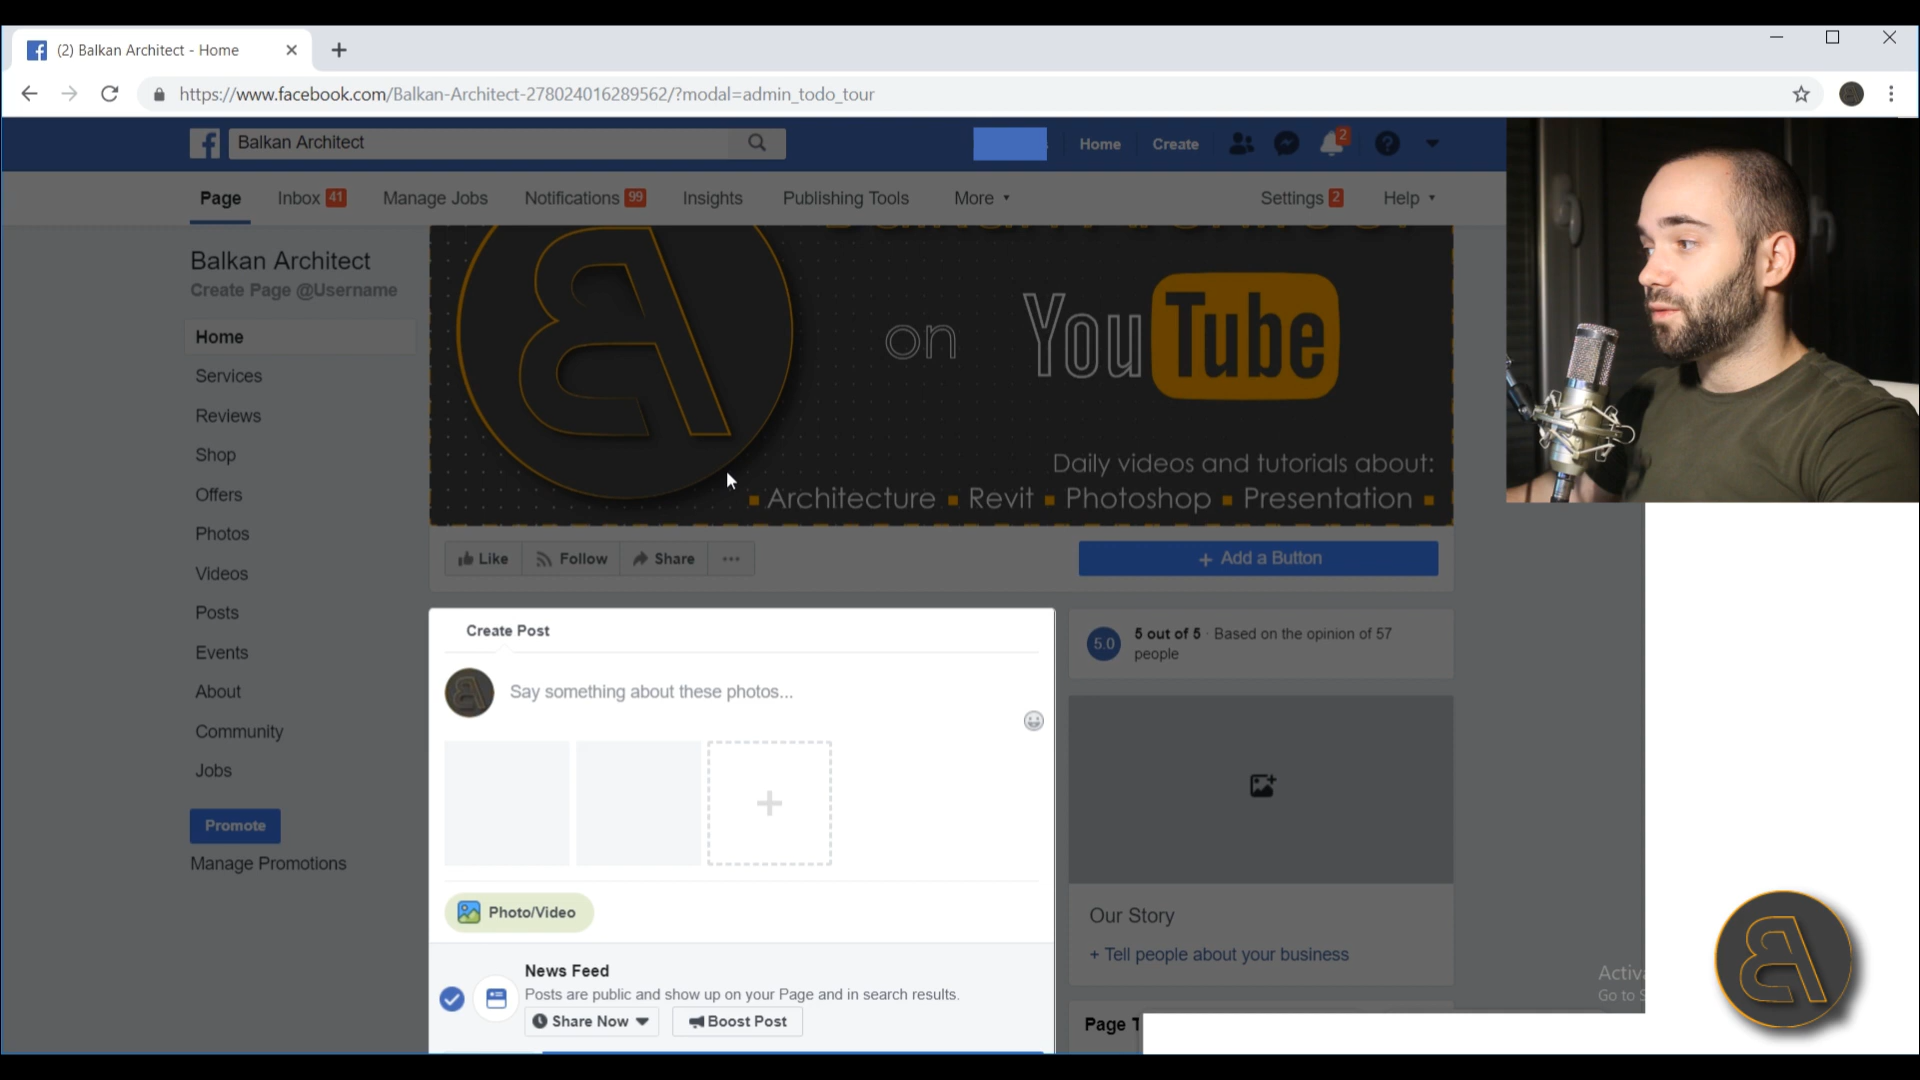 (2) Balkan Architect - Home
https://www.facebook.com/Balkan-Architect-278024016289562/?modal=admin_todo_tour
Balkan Architect
Home
Create
2
Page
Inbox 41
Manage Jobs
Notifications 99
Insights
Publishing Tools
More
Settings 2
Help
Balkan Architect
Create Page @Username
Home
Services
Reviews
Shop
Offers
Photos
Videos
Posts
Events
About
Community
Jobs
Promote
Manage Promotions
on YouTube
Daily videos and tutorials about:
Architecture Revit Photoshop Presentation
Like
Follow
Share
+ Add a Button
Create Post
Say something about these photos...
Photo/Video
News Feed
Posts are public and show up on your Page and in search results.
Share Now
Boost Post
5.0
5 out of 5 · Based on the opinion of 57
people
Our Story
+ Tell people about your business
Page
Go to